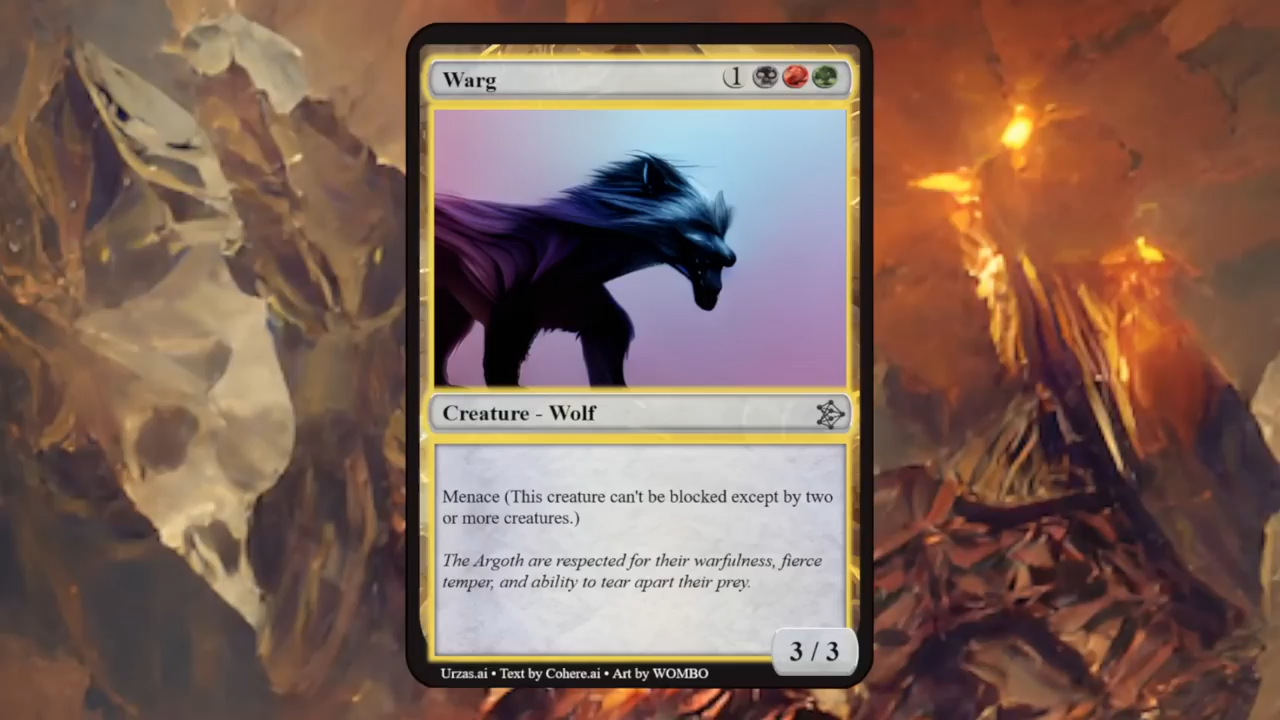 Warg 1
Creature - Wolf
Menace (This creature can't be blocked except by two
or more creatures.)
The Argoth are respected for their warfulness, fierce
temper, and ability to tear apart their prey.
3 / 3
Urzas.ai • Text by Cohere.ai • Art by WOMBO